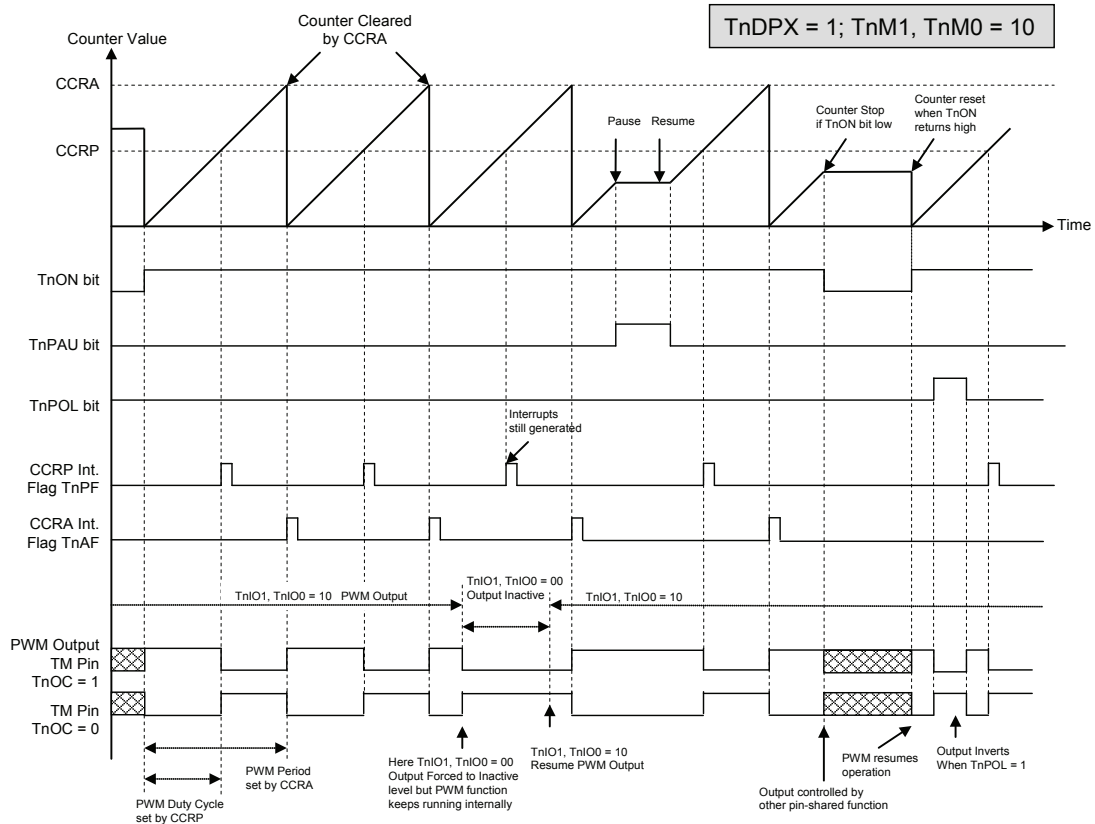 TnDPX = 1; TnM1, TnM0 = 10
Counter Value
Counter Cleared
by CCRA
CCRA
CCRP
Pause
Resume
Counter Stop
if TnON bit low
Counter reset
when TnON
returns high
Time
TnON bit
TnPAU bit
TnPOL bit
Interrupts
still generated
CCRP Int.
Flag TnPF
CCRA Int.
Flag TnAF
TnIO1, TnIO0 = 10 PWM Output
TnIO1, TnIO0 = 00
Output Inactive
TnIO1, TnIO0 = 10
PWM Output
TM Pin
TnOC = 1
TM Pin
TnOC = 0
PWM Duty Cycle
set by CCRP
PWM Period
set by CCRA
Here TnIO1, TnIO0 = 00
Output Forced to Inactive
level but PWM function
keeps running internally
TnIO1, TnIO0 = 10
Resume PWM Output
Output controlled by
other pin-shared function
PWM resumes
operation
Output Inverts
When TnPOL = 1